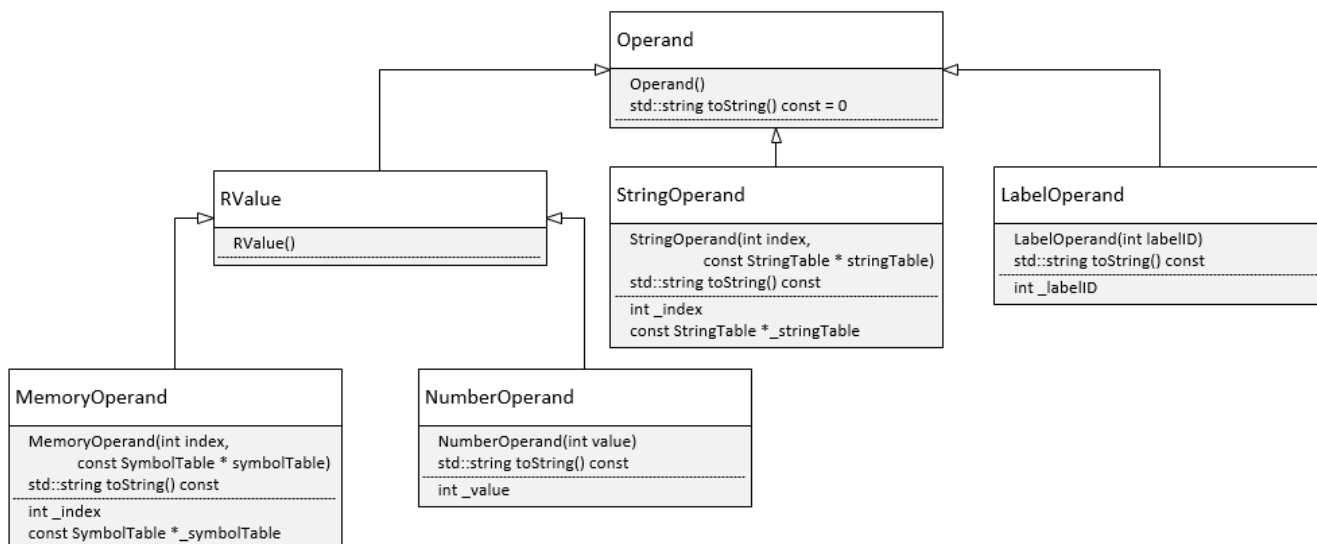 Operand
Operand()
std::string toString() const = 0
RValue
RValue()
StringOperand
StringOperand(int index,
const StringTable * stringTable)
std::string toString() const
int _index
const StringTable *_stringTable
LabelOperand
LabelOperand(int labelID)
std::string toString() const
int _labelID
MemoryOperand
MemoryOperand(int index,
const SymbolTable * symbolTable)
std::string toString() const
int _index
const SymbolTable *_symbolTable
NumberOperand
NumberOperand(int value)
std::string toString() const
int _value